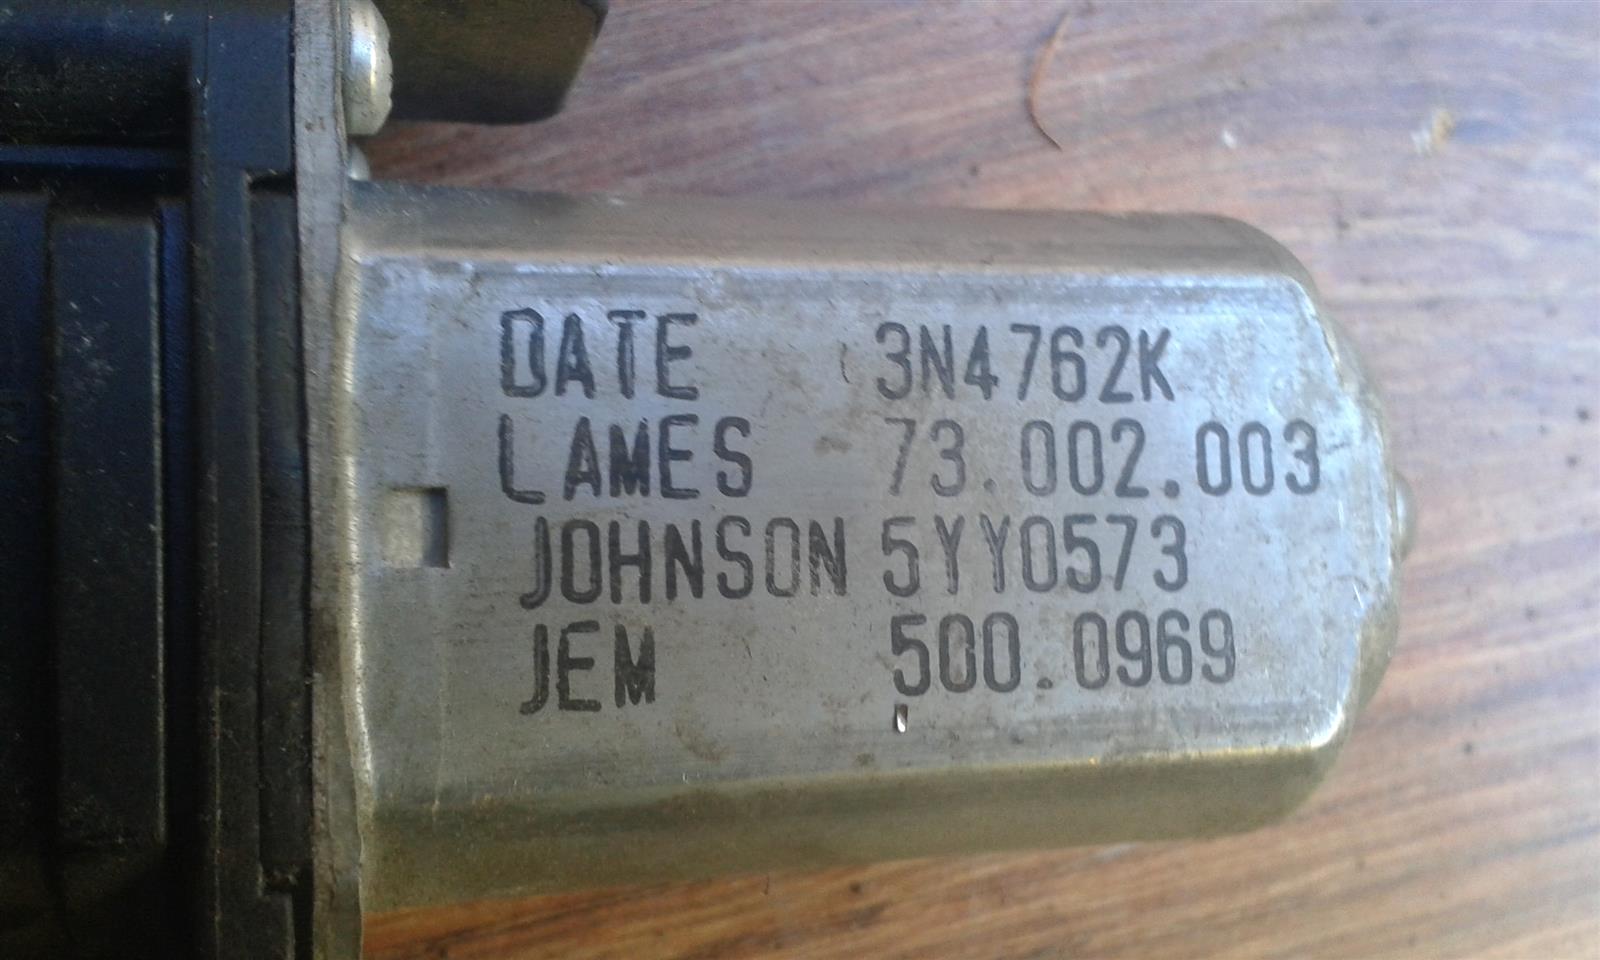 DATE 3N4762K
LAMES 73.002.003
JOHNSON 5YY0573
JEM 500.0969